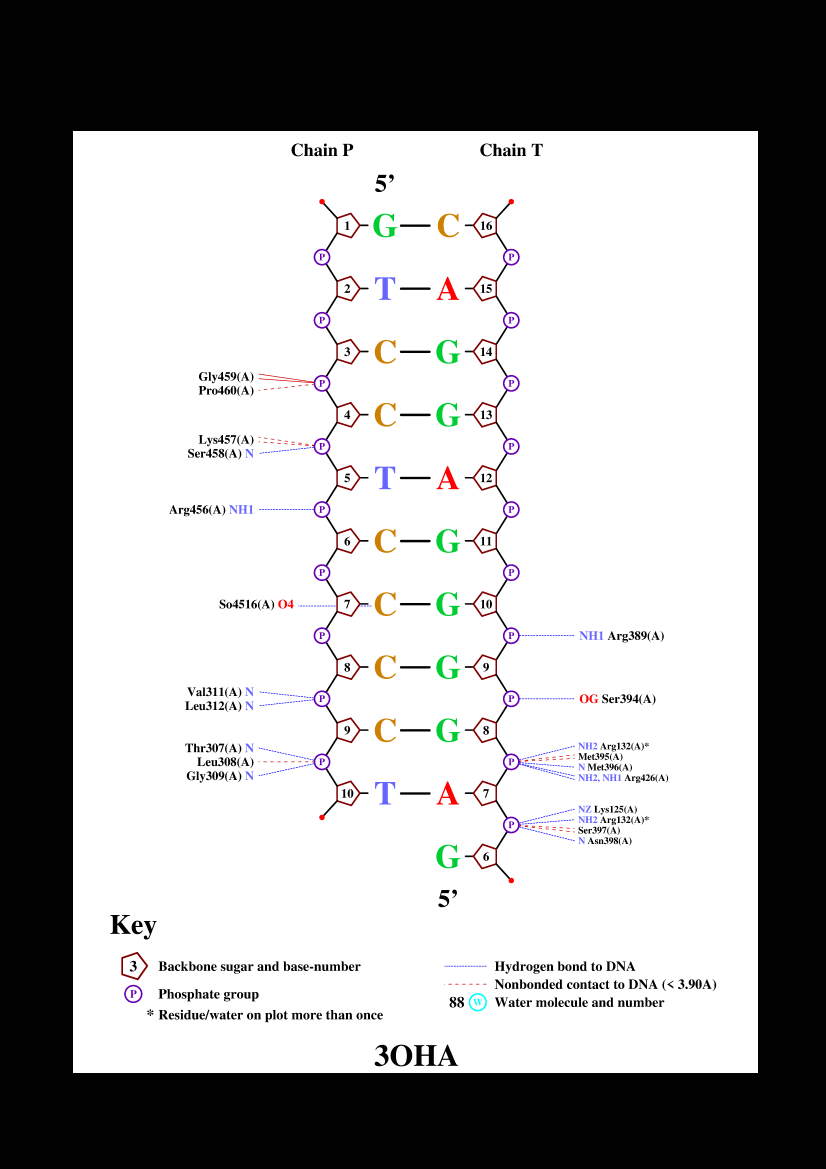 Chain P Chain T
5’
1 G C 16
P P
2 T A 15
P P
3 C G 14
Gly459(A)
P P
Pro460(A)
4 C G 13
Lys457(A)
P P
Ser458(A) N
5 T A 12
Arg456(A) NH1 P P
6 C G 11
P P
So4516(A) O4 7 C G 10
P P NH1 Arg389(A)
8 C G 9
Val311(A) N
P P OG Ser394(A)
Leu312(A) N
9 C G 8
Thr307(A) N NH2 Arg132(A)*
Met395(A)
Leu308(A) P P
N Met396(A)
Gly309(A) N NH2, NH1 Arg426(A)
10 T A 7
NZ Lys125(A)
NH2 Arg132(A)*
P
Ser397(A)
N Asn398(A)
G 6
5’
Key
3 Backbone sugar and base-number Hydrogen bond to DNA
Nonbonded contact to DNA (< 3.90A)
P Phosphate group
88 W Water molecule and number
* Residue/water on plot more than once
3OHA